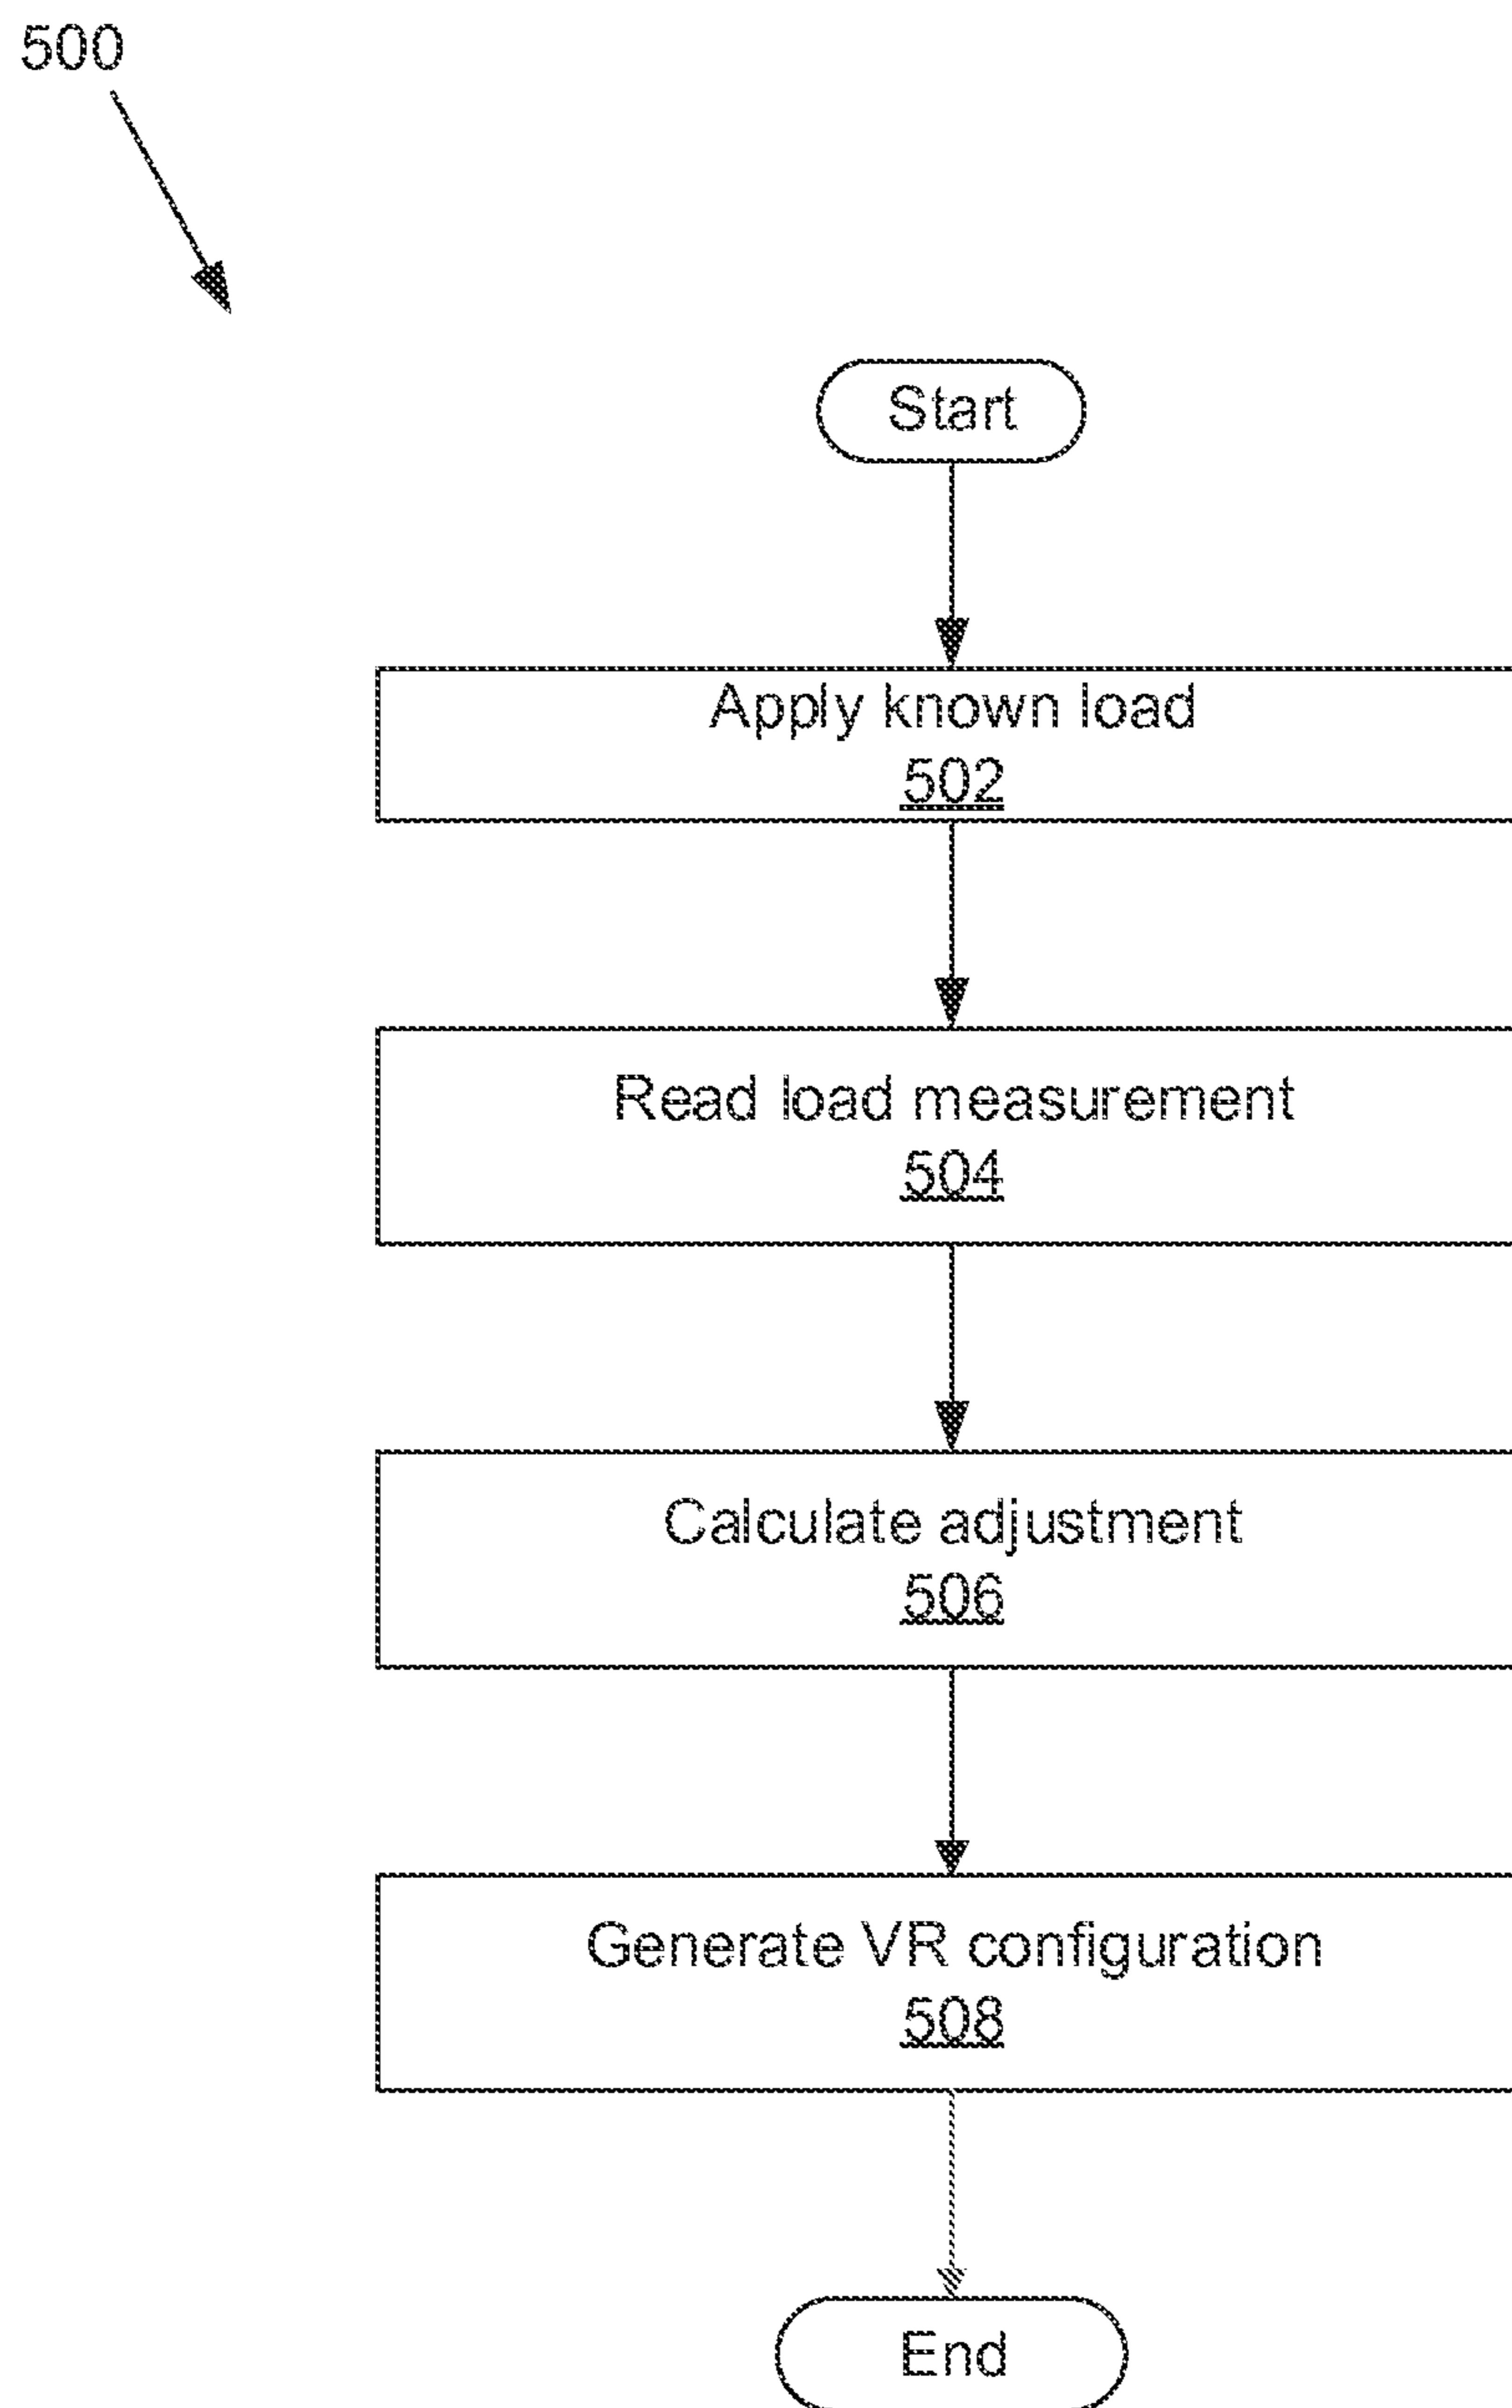 500
Start
Apply known load
502
Read load measurement
504
Calculate adjustment
506
Generate VR configuration
508
End